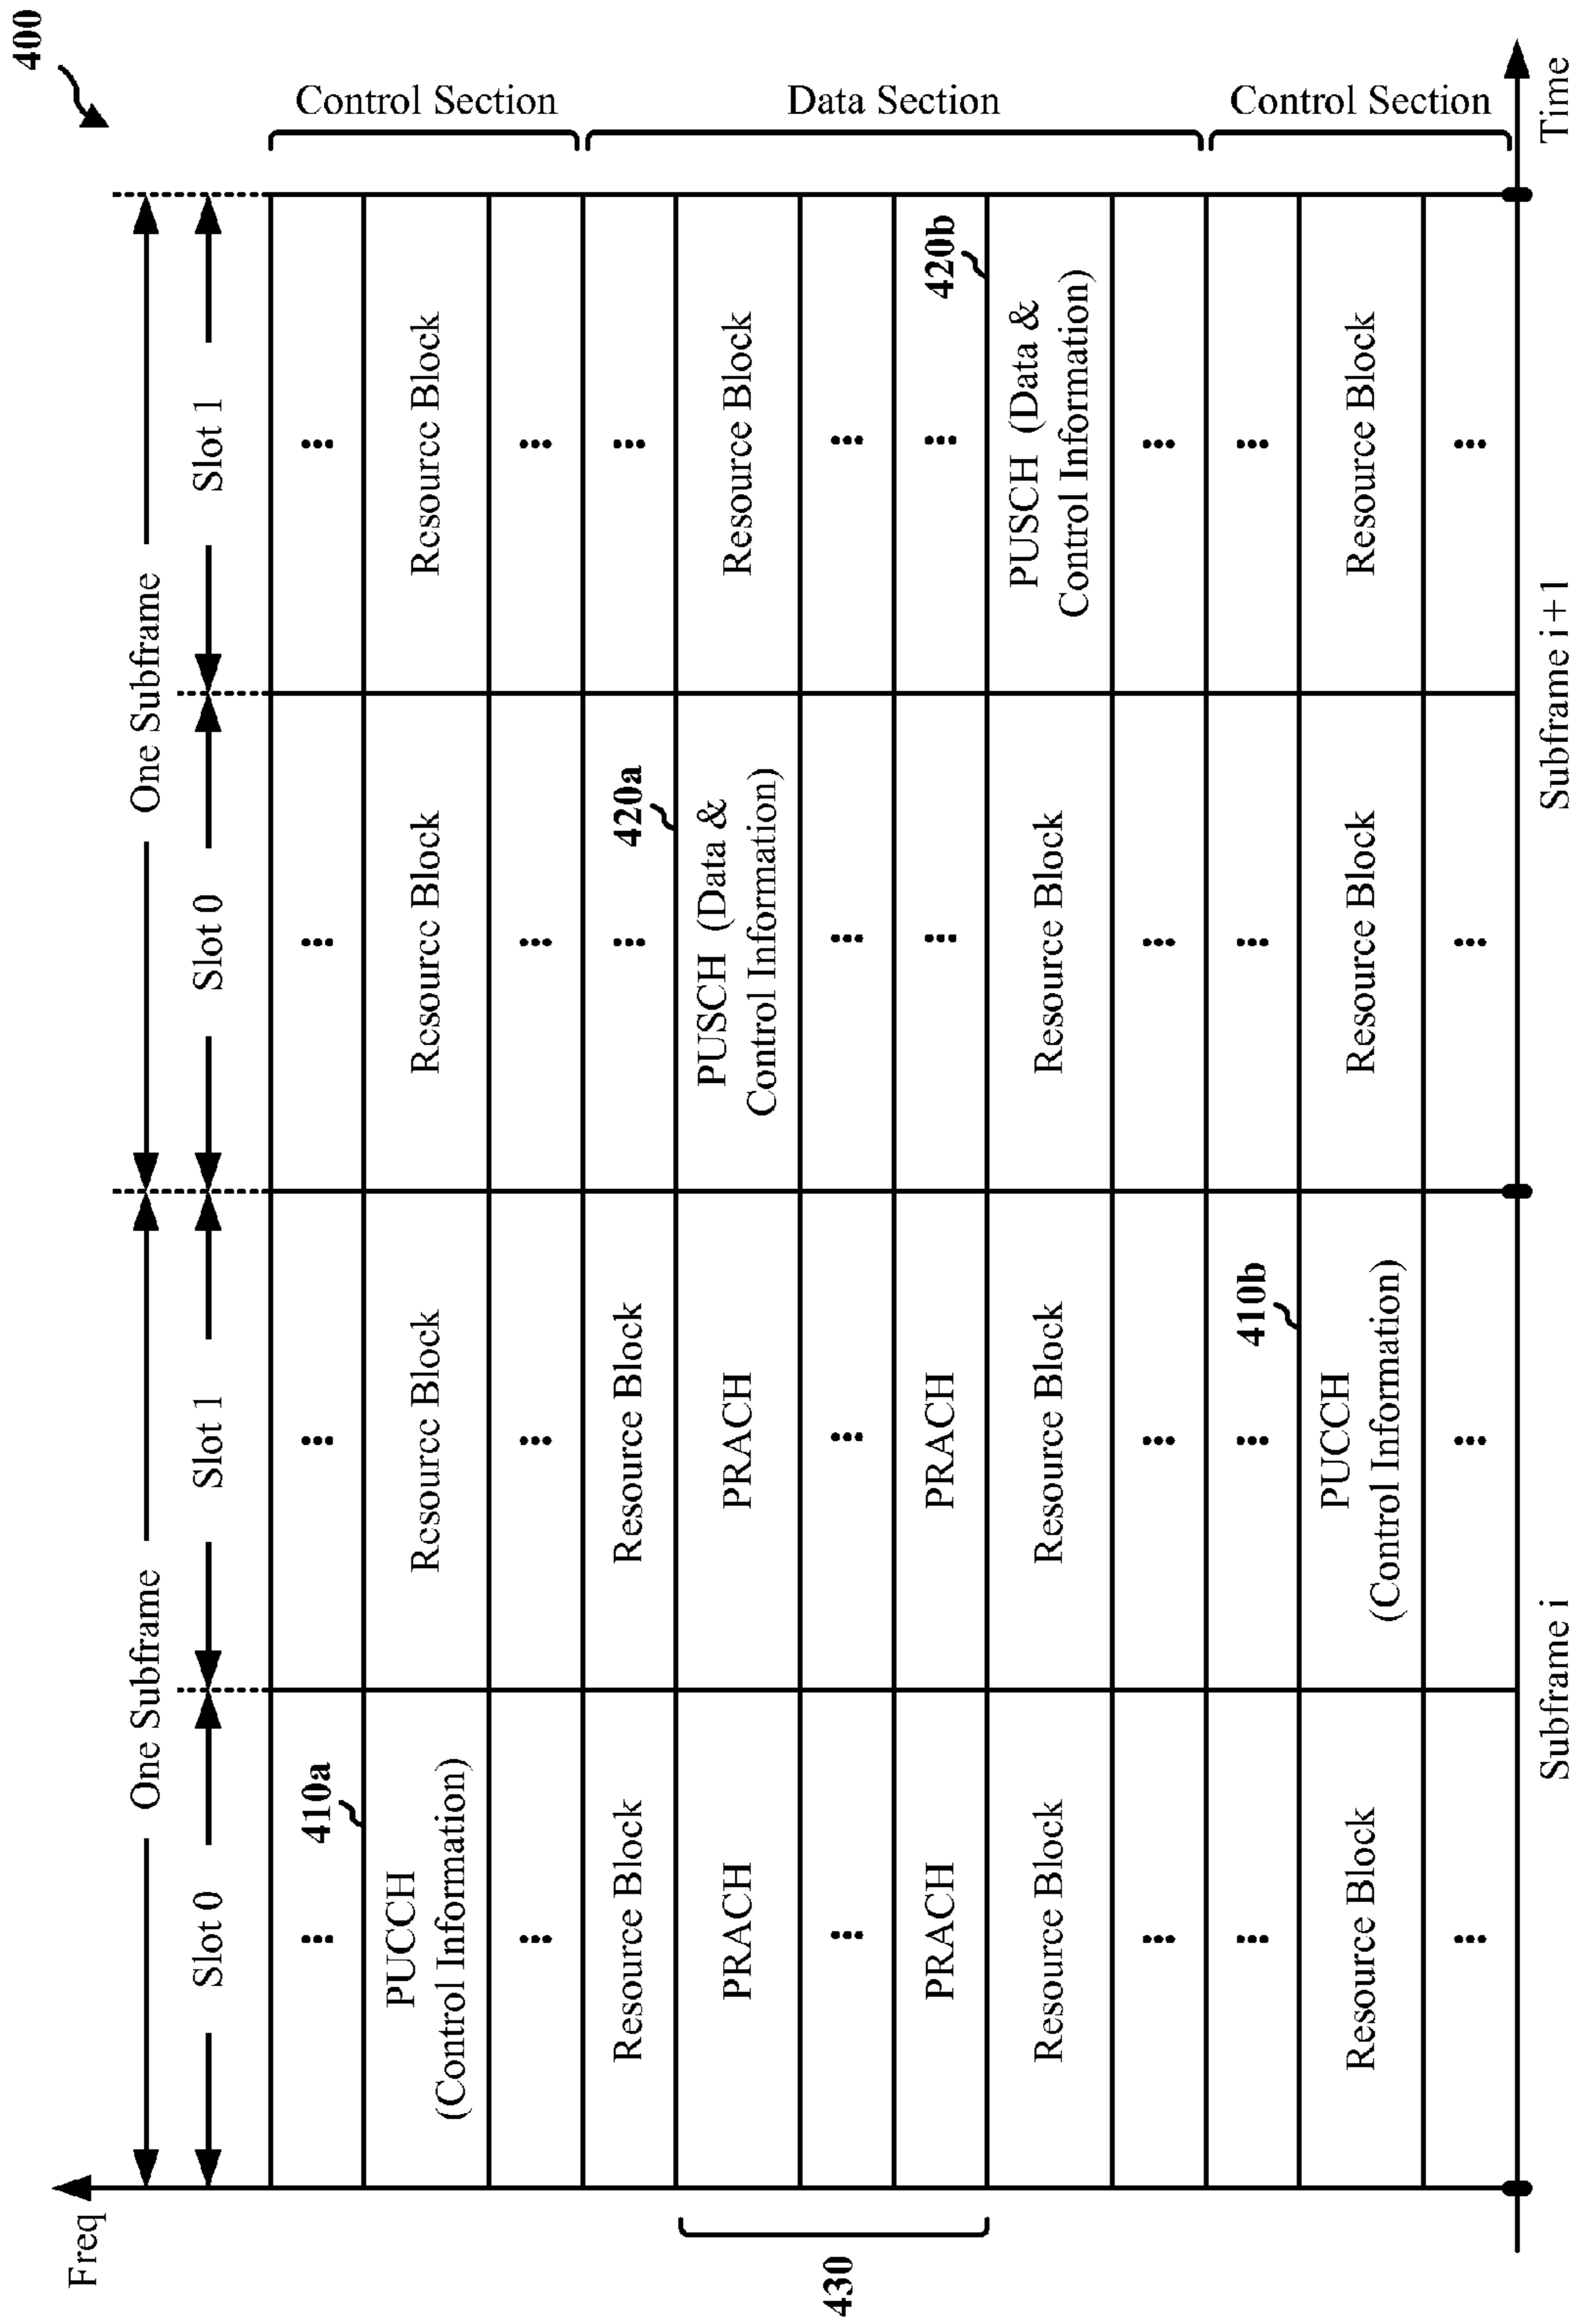 400
Freq
One Subframe
One Subframe
Slot 0
Slot 1
Slot 0
Slot 1
410a
⋮
⋮
⋮
⋮
Control Section
PUCCH
(Control Information)
Resource Block
Resource Block
Resource Block
⋮
⋮
⋮
⋮
Resource Block
Resource Block
420a
⋮
⋮
Data Section
430
PRACH
PRACH
PUSCH (Data &
Control Information)
Resource Block
⋮
⋮
⋮
⋮
PRACH
PRACH
⋮
⋮
420b
Resource Block
Resource Block
Resource Block
PUSCH (Data &
Control Information)
⋮
⋮
⋮
⋮
⋮
⋮
410b
⋮
⋮
Control Section
Resource Block
PUCCH
(Control Information)
Resource Block
Resource Block
⋮
⋮
⋮
⋮
Subframe i
Subframe i + 1
Time